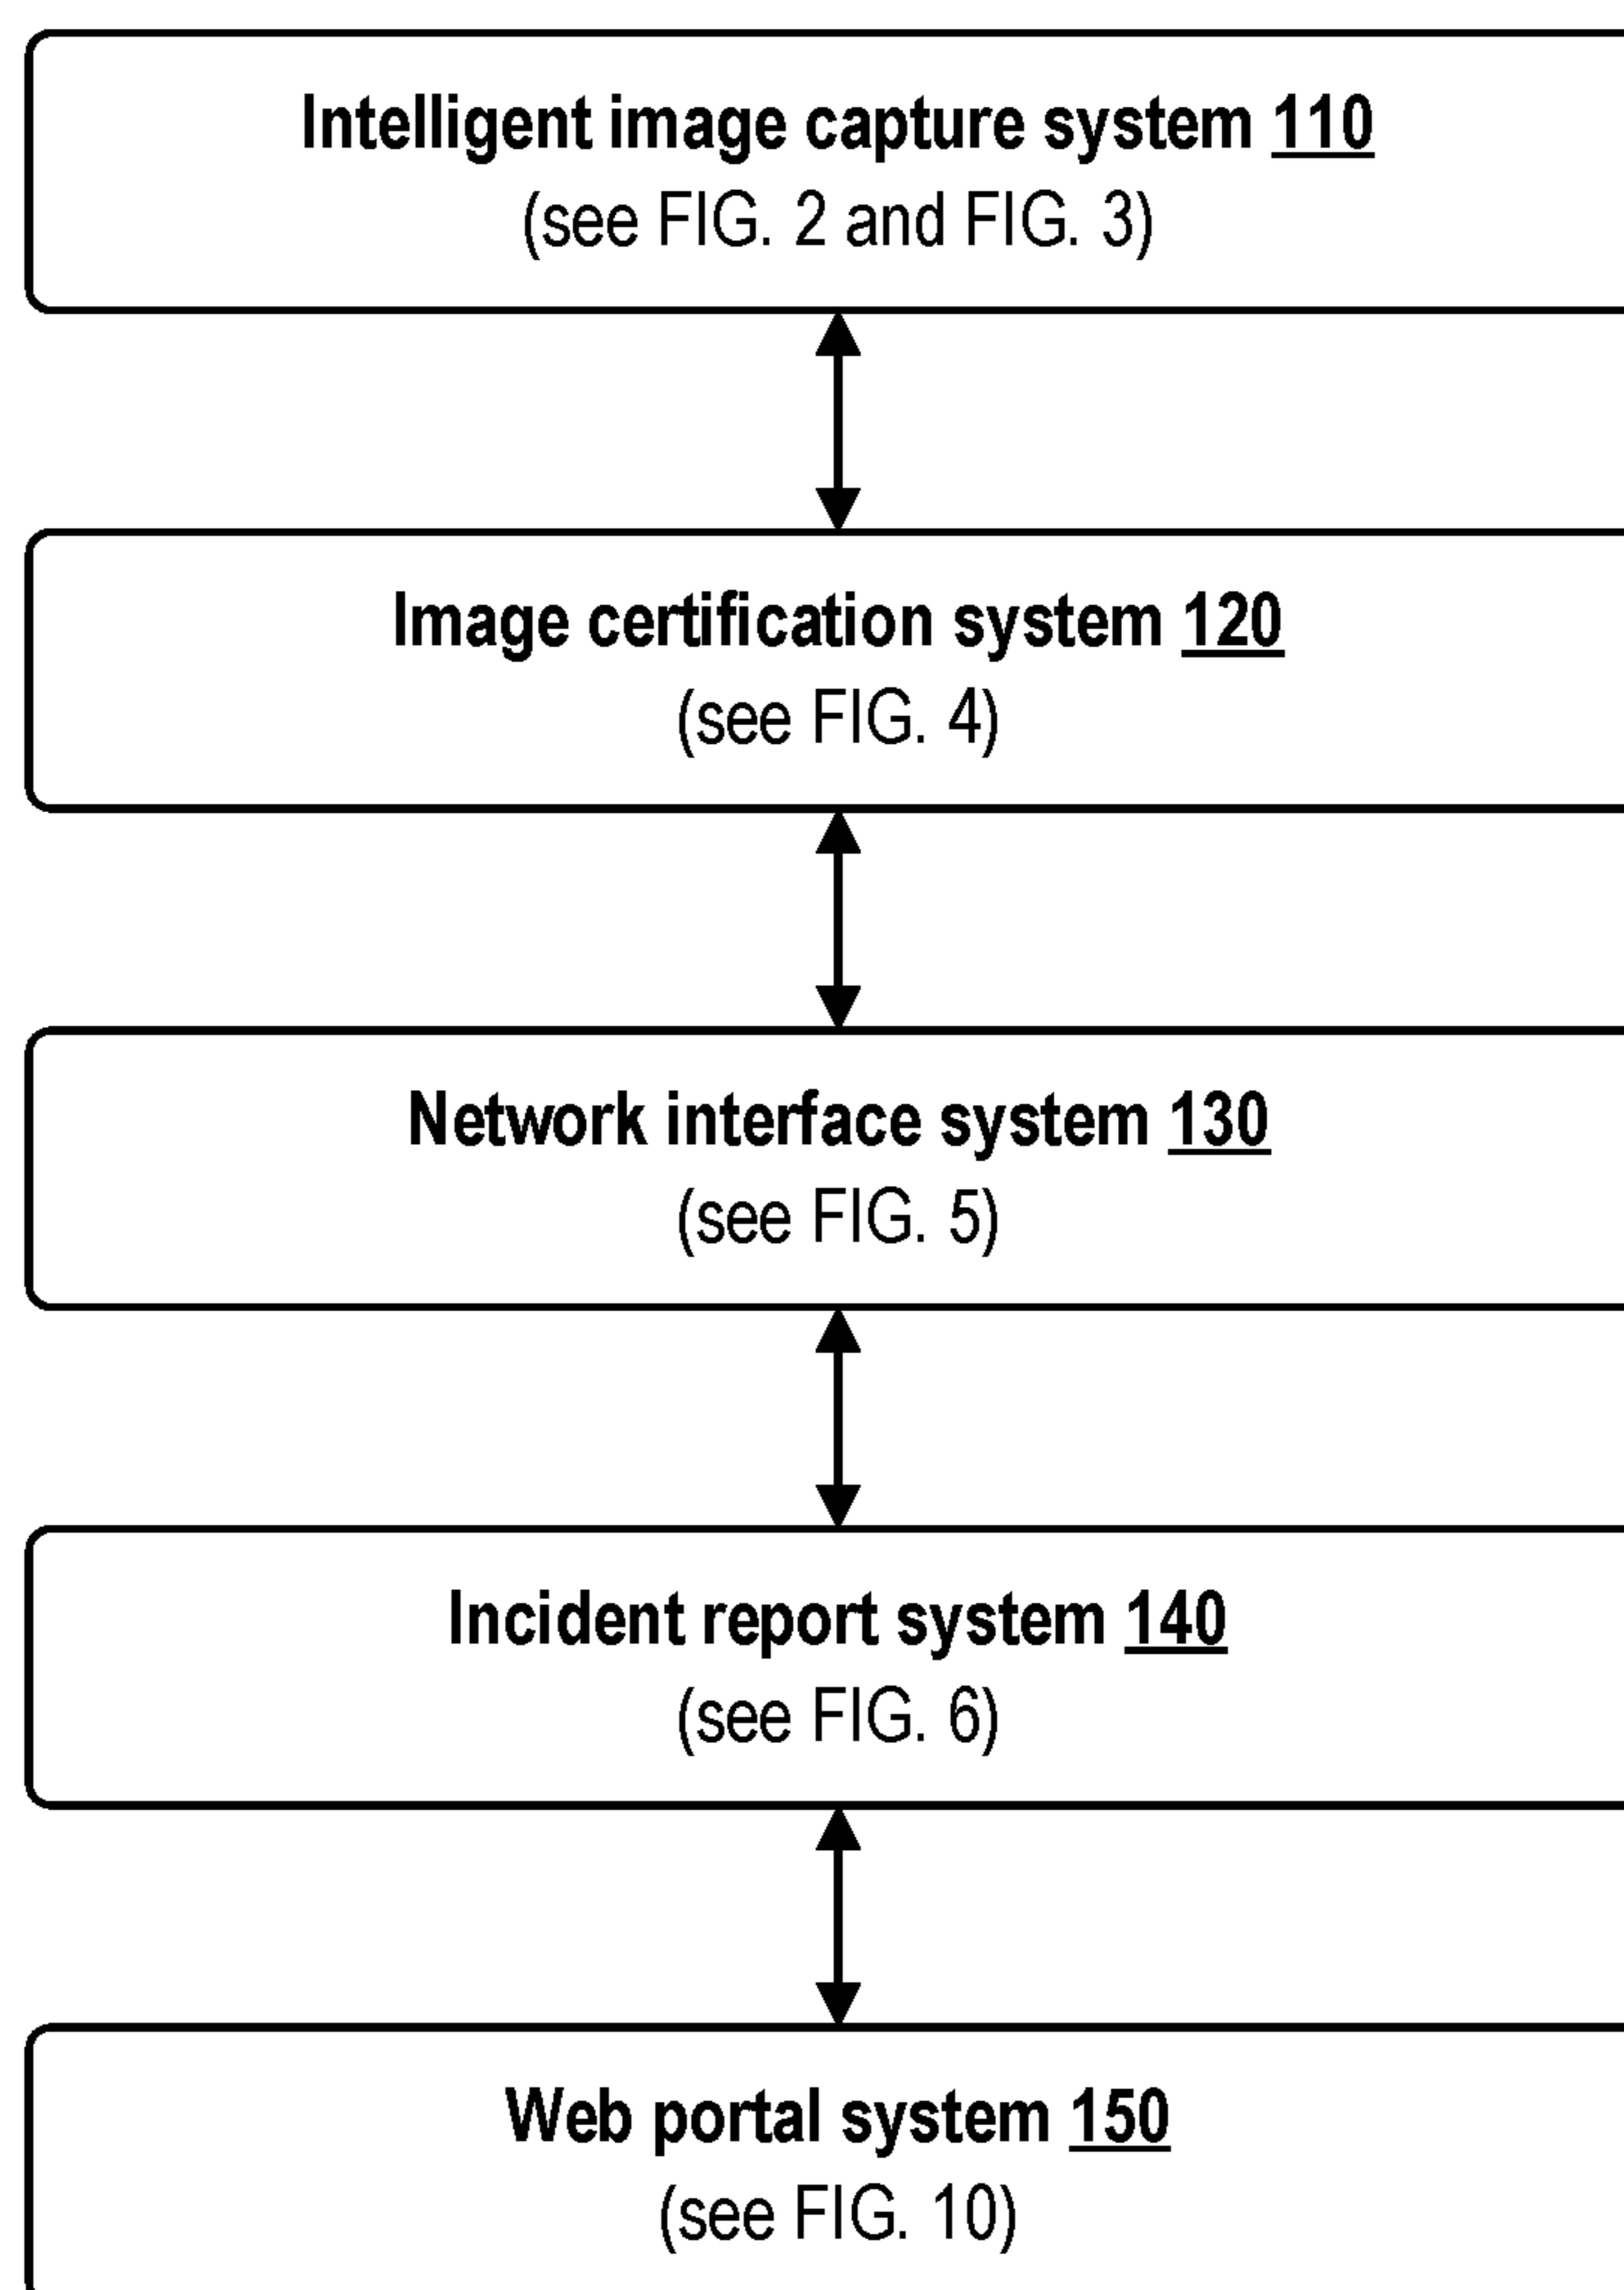 Intelligent image capture system 110
(see FIG. 2 and FIG. 3)
Image certification system 120
(see FIG. 4)
Network interface system 130
(see FIG. 5)
Incident report system 140
(see FIG. 6)
Web portal system 150
(see FIG. 10)